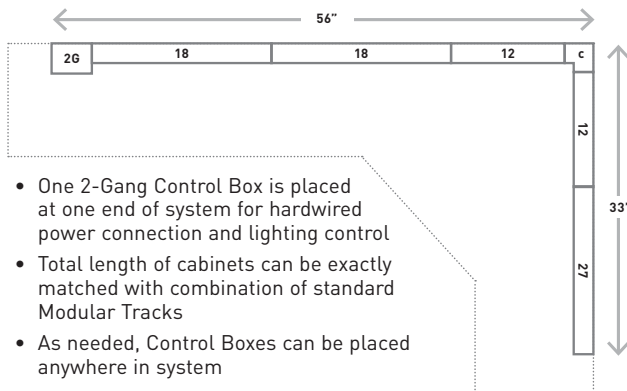 56"
2G 18 18 12 c
12
33"
27
• One 2-Gang Control Box is placed
at one end of system for hardwired
power connection and lighting control
• Total length of cabinets can be exactly
matched with combination of standard
Modular Tracks
• As needed, Control Boxes can be placed
anywhere in system